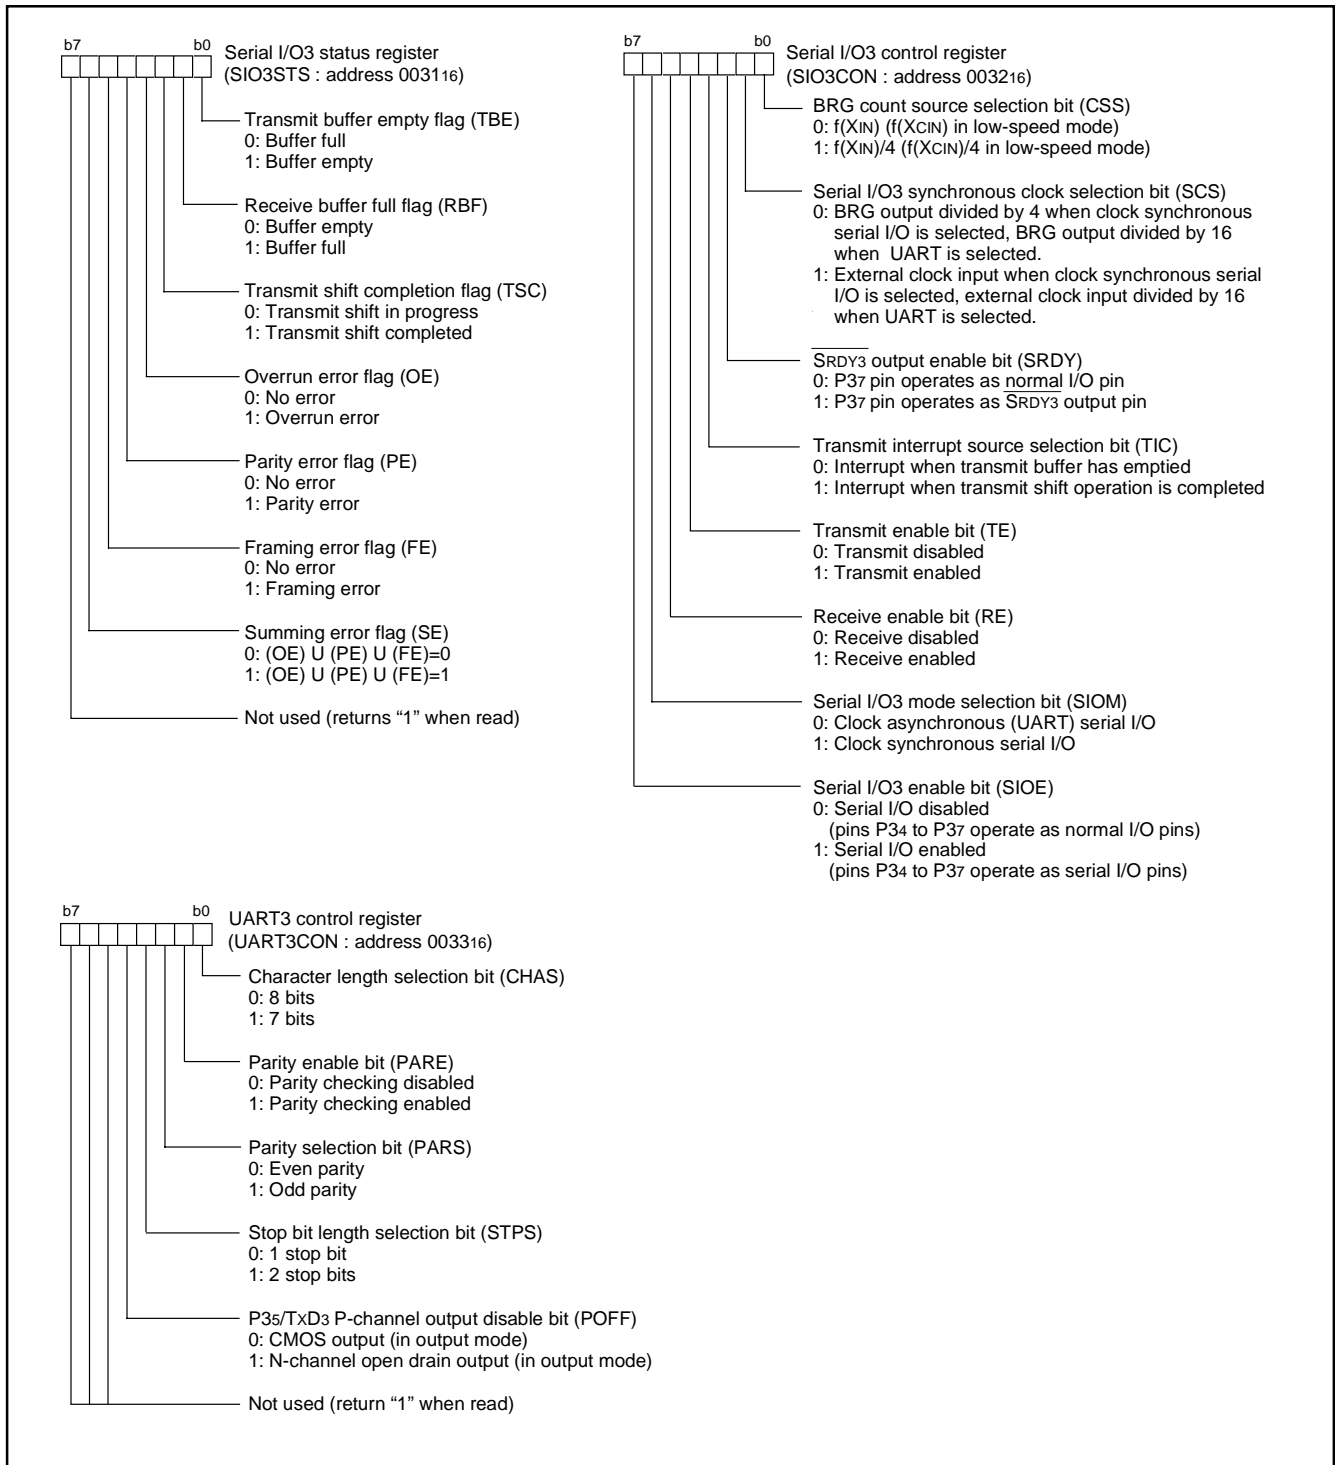 b7 b0 Serial I/O3 status register
(SIO3STS : address 003116)
Transmit buffer empty flag (TBE)
0: Buffer full
1: Buffer empty
Receive buffer full flag (RBF)
0: Buffer empty
1: Buffer full
Transmit shift completion flag (TSC)
0: Transmit shift in progress
1: Transmit shift completed
Overrun error flag (OE)
0: No error
1: Overrun error
Parity error flag (PE)
0: No error
1: Parity error
Framing error flag (FE)
0: No error
1: Framing error
Summing error flag (SE)
0: (OE) U (PE) U (FE)=0
1: (OE) U (PE) U (FE)=1
Not used (returns “1” when read)
b7 b0 Serial I/O3 control register
(SIO3CON : address 003216)
BRG count source selection bit (CSS)
0: f(XIN) (f(XCIN) in low-speed mode)
1: f(XIN)/4 (f(XCIN)/4 in low-speed mode)
Serial I/O3 synchronous clock selection bit (SCS)
0: BRG output divided by 4 when clock synchronous
serial I/O is selected, BRG output divided by 16
when UART is selected.
1: External clock input when clock synchronous serial
I/O is selected, external clock input divided by 16
when UART is selected.
SRDY3 output enable bit (SRDY)
0: P37 pin operates as normal I/O pin
1: P37 pin operates as SRDY3 output pin
Transmit interrupt source selection bit (TIC)
0: Interrupt when transmit buffer has emptied
1: Interrupt when transmit shift operation is completed
Transmit enable bit (TE)
0: Transmit disabled
1: Transmit enabled
Receive enable bit (RE)
0: Receive disabled
1: Receive enabled
Serial I/O3 mode selection bit (SIOM)
0: Clock asynchronous (UART) serial I/O
1: Clock synchronous serial I/O
Serial I/O3 enable bit (SIOE)
0: Serial I/O disabled
(pins P34 to P37 operate as normal I/O pins)
1: Serial I/O enabled
(pins P34 to P37 operate as serial I/O pins)
b7 b0 UART3 control register
(UART3CON : address 003316)
Character length selection bit (CHAS)
0: 8 bits
1: 7 bits
Parity enable bit (PARE)
0: Parity checking disabled
1: Parity checking enabled
Parity selection bit (PARS)
0: Even parity
1: Odd parity
Stop bit length selection bit (STPS)
0: 1 stop bit
1: 2 stop bits
P35/TXD3 P-channel output disable bit (POFF)
0: CMOS output (in output mode)
1: N-channel open drain output (in output mode)
Not used (return “1” when read)